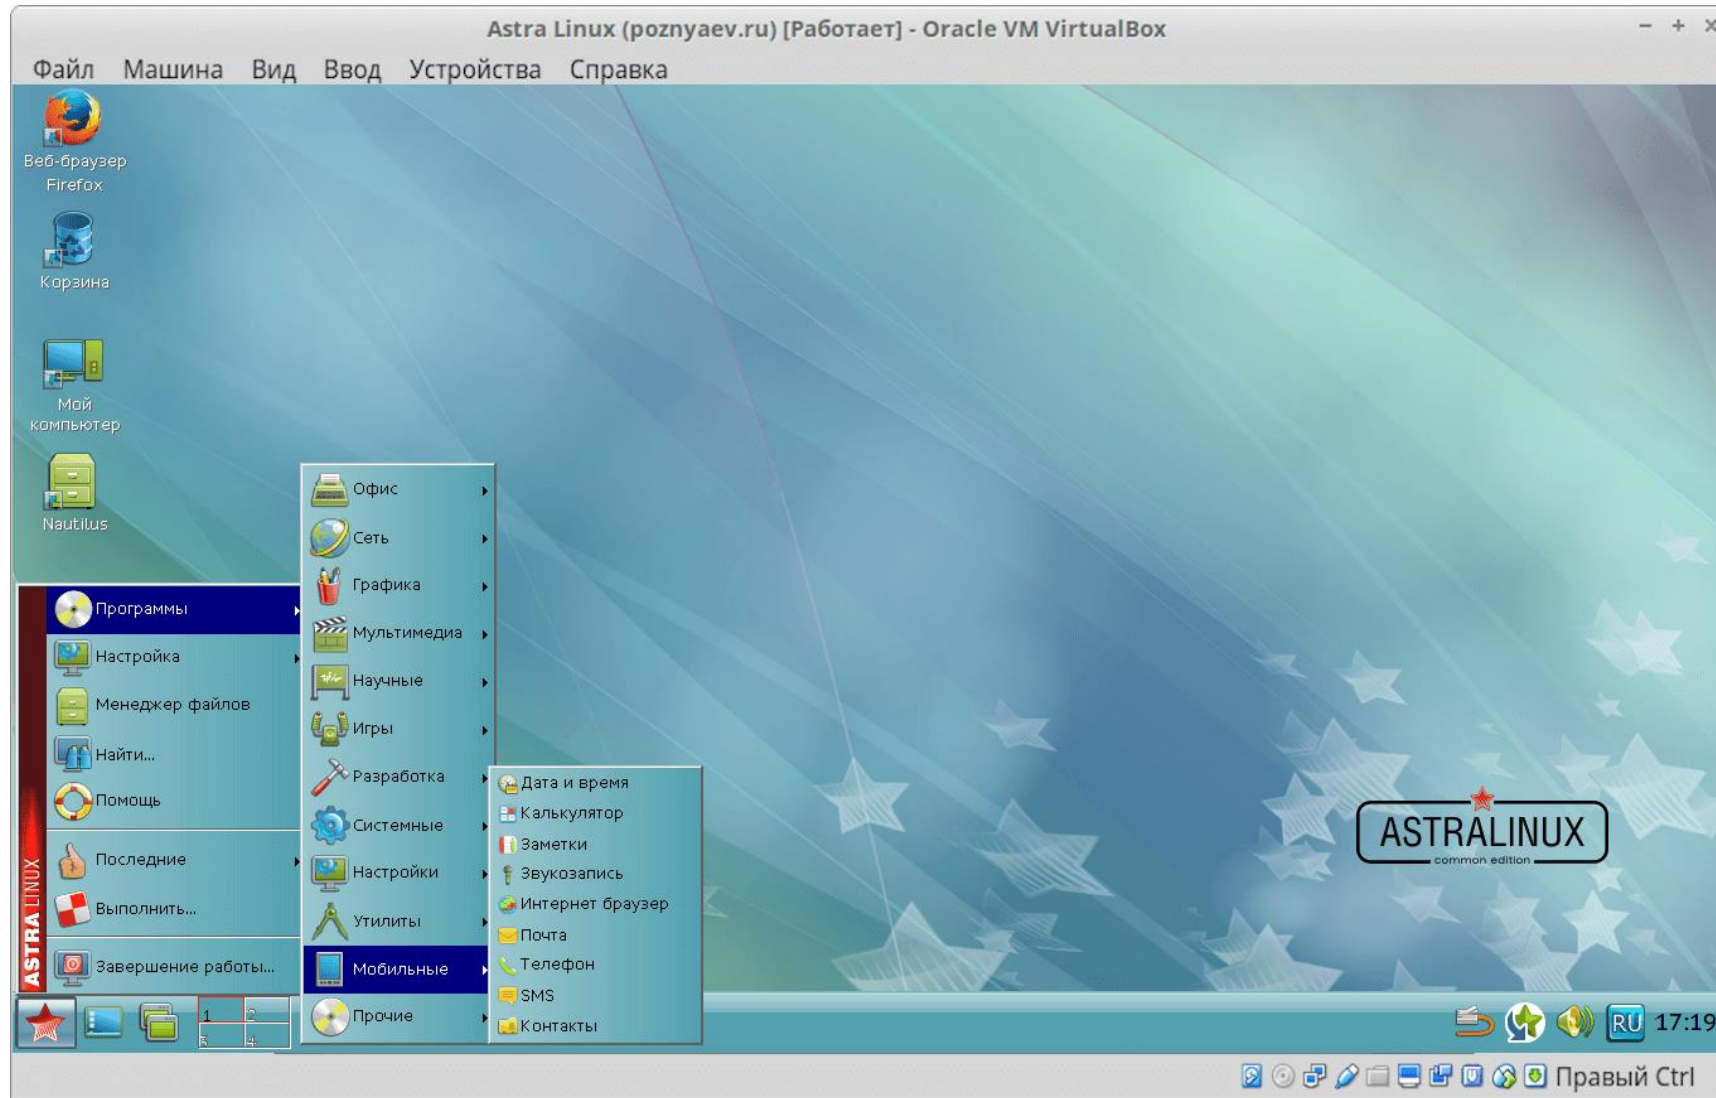 Astra Linux (poznyaev.ru) [Работает] - Oracle VM VirtualBox
Файл Машина Вид Ввод Устройства Справка
Веб-браузер
Firefox
Корзина
Мой
компьютер
Nautilus
Программы
Настройка
Менеджер файлов
Найти...
Помощь
Последние
Выполнить...
Завершение работы...
ASTRALINUX
Офис
Сеть
Графика
Мультимедиа
Научные
Игры
Разработка
Системные
Настройки
Утилиты
Мобильные
Прочие
Дата и время
Калькулятор
Заметки
Звукозапись
Интернет браузер
Почта
Телефон
SMS
Контакты
ASTRALINUX
common edition
1 2
3 4
RU 17:19
Правый Ctrl